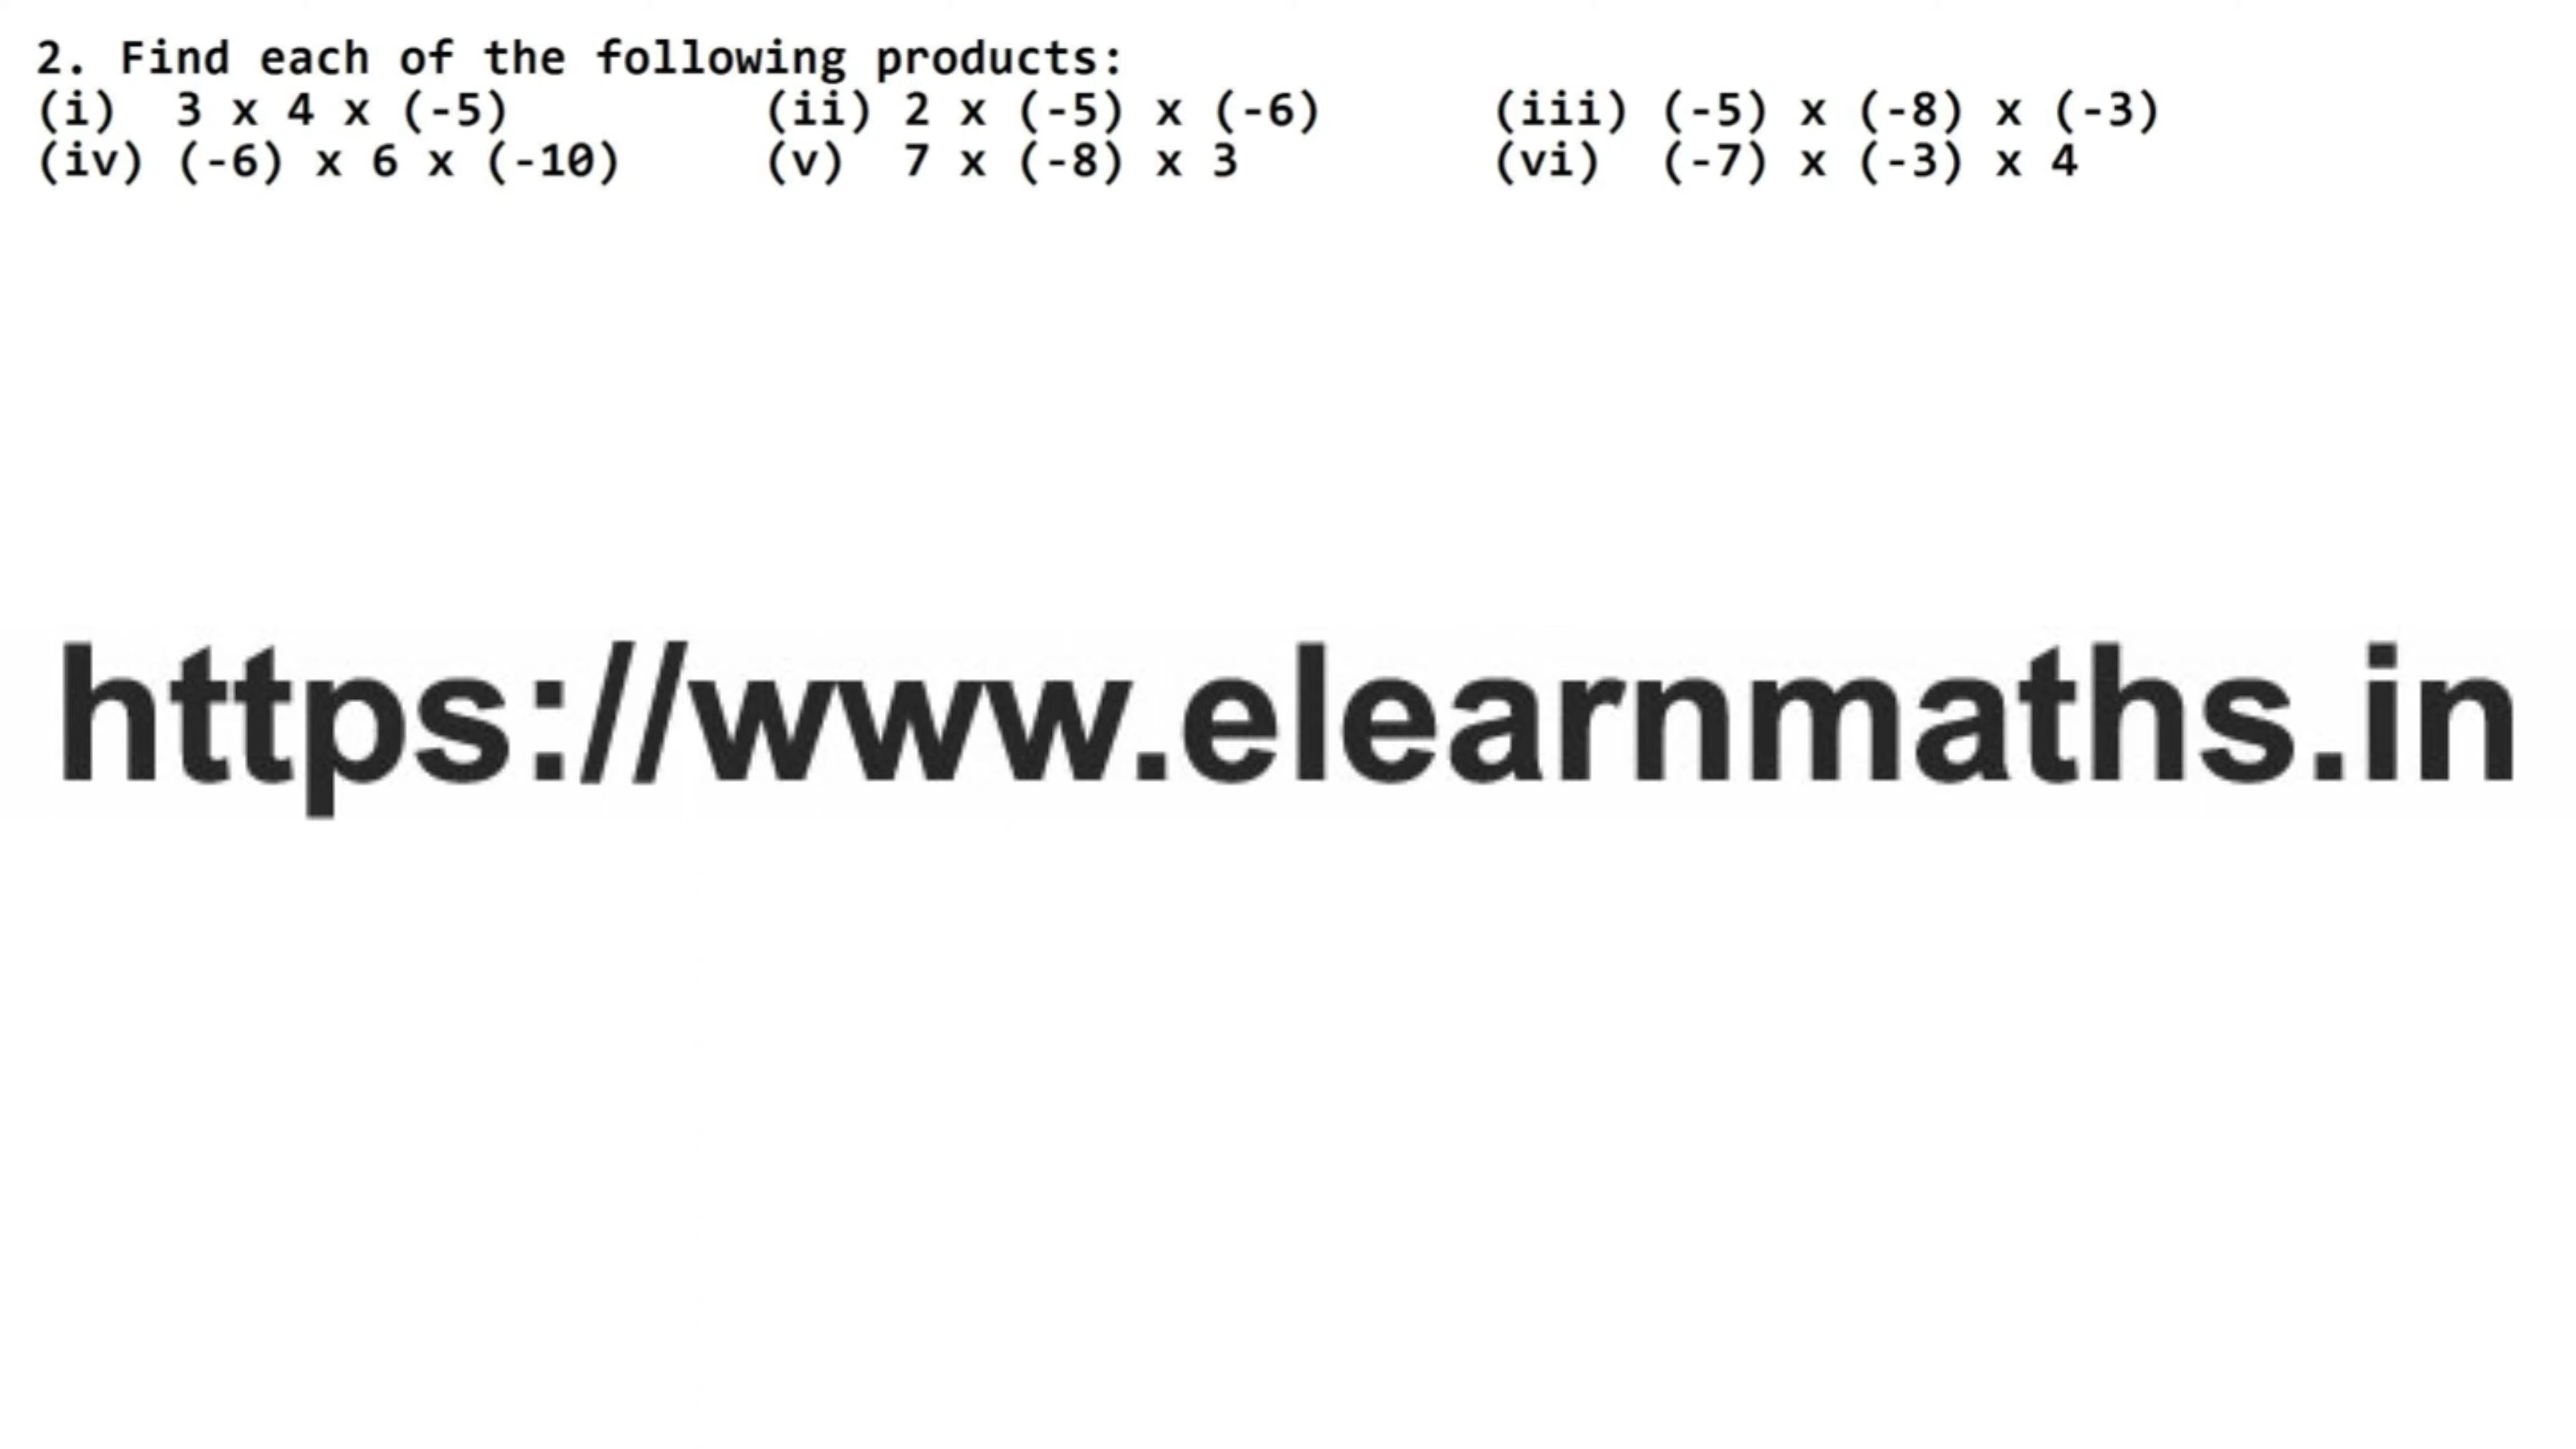 2. Find each of the following products:
(i)  3 x 4 x (-5)  (ii) 2 x (-5) x (-6)  (iii) (-5) x (-8) x (-3)
(iv) (-6) x 6 x (-10)  (v)  7 x (-8) x 3  (vi)  (-7) x (-3) x 4
https://www.elearnmaths.in